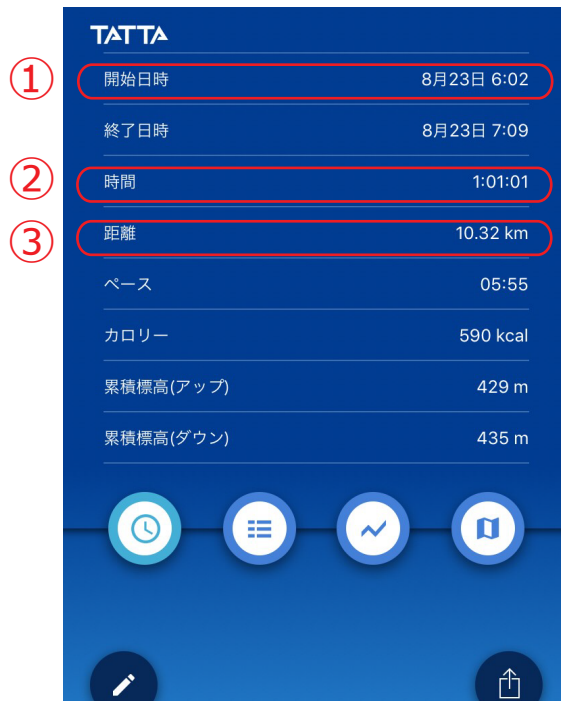 TATTA
① 開始日時 8月23日 6:02
終了日時 8月23日 7:09
② 時間 1:01:01
③ 距離 10.32 km
ペース 05:55
カロリー 590 kcal
累積標高(アップ) 429 m
累積標高(ダウン) 435 m